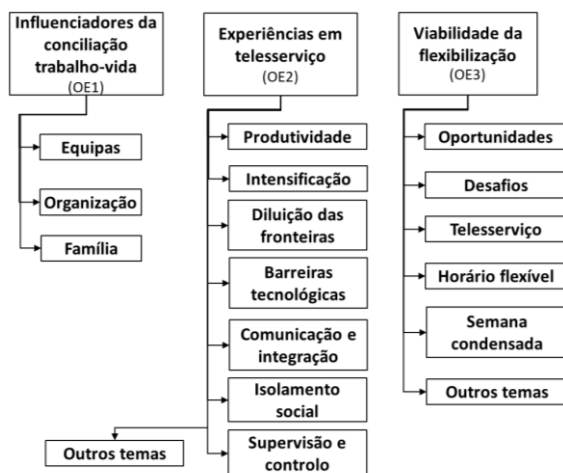 Influenciadores da
conciliação
trabalho-vida
(OE1)
Equipas
Organização
Família
Experiências em
telesserviço
(OE2)
Produtividade
Intensificação
Diluição das
fronteiras
Barreiras
tecnológicas
Comunicação e
integração
Isolamento
social
Supervisão e
controlo
Outros temas
Viabilidade da
flexibilização
(OE3)
Oportunidades
Desafios
Telesserviço
Horário flexível
Semana
condensada
Outros temas